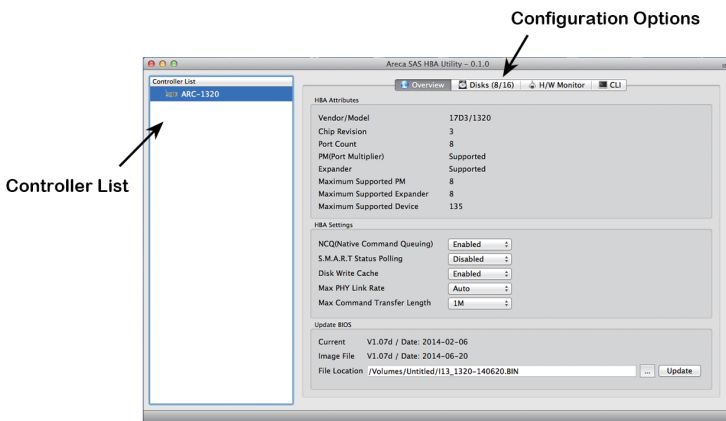 Configuration Options
Areca SAS HBA Utility – 0.1.0
Controller List
ARC-1320
Overview Disks (8/16) H/W Monitor CLI
HBA Attributes
Vendor/Model 17D3/1320
Chip Revision 3
Port Count 8
PM(Port Multiplier) Supported
Expander Supported
Maximum Supported PM 8
Maximum Supported Expander 8
Maximum Supported Device 135
Controller List
HBA Settings
NCQ(Native Command Queuing) Enabled
S.M.A.R.T Status Polling Disabled
Disk Write Cache Enabled
Max PHY Link Rate Auto
Max Command Transfer Length 1M
Update BIOS
Current V1.07d / Date: 2014-02-06
Image File V1.07d / Date: 2014-06-20
File Location /Volumes/Untitled/I13_1320-140620.BIN ... Update